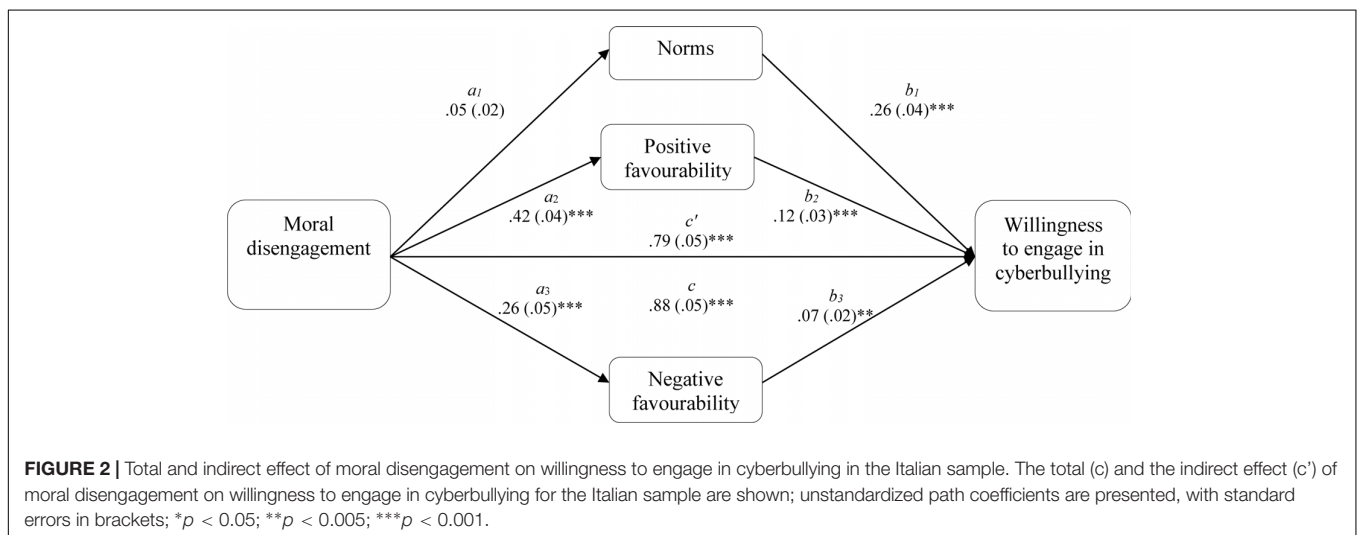 Norms
a1
.05 (.02)
b1
.26 (.04)***
Positive
favourability
a2
.42 (.04)***
b2
.12 (.03)***
Moral
disengagement
c'
.79 (.05)***
Willingness
to engage in
cyberbullying
a3
.26 (.05)***
c
.88 (.05)***
b3
.07 (.02)**
Negative
favourability
FIGURE 2 | Total and indirect effect of moral disengagement on willingness to engage in cyberbullying in the Italian sample. The total (c) and the indirect effect (c') of
moral disengagement on willingness to engage in cyberbullying for the Italian sample are shown; unstandardized path coefficients are presented, with standard
errors in brackets; *p < 0.05; **p < 0.005; ***p < 0.001.